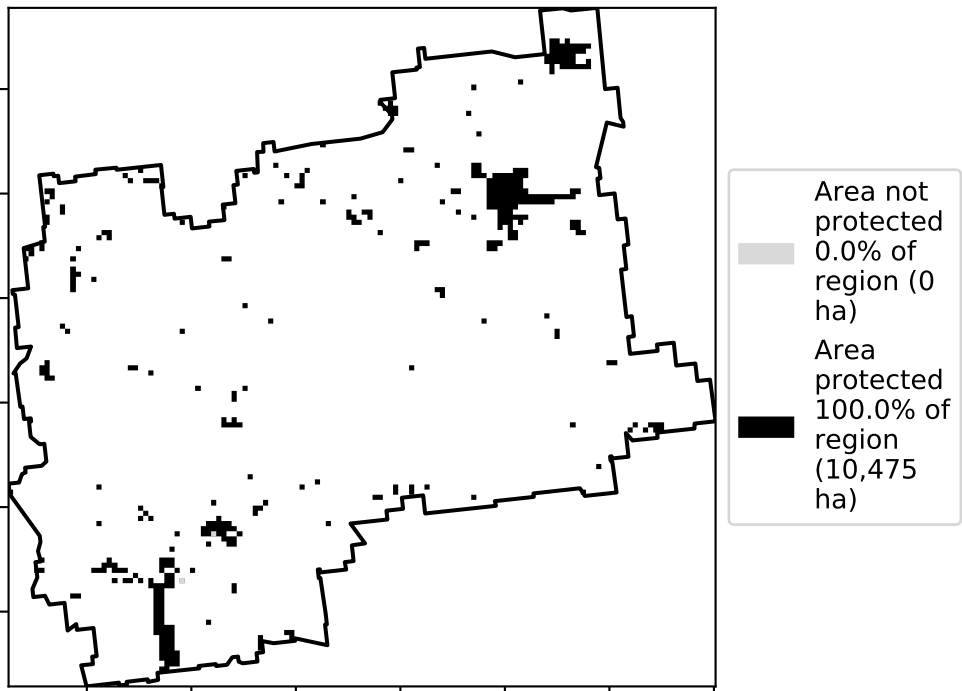 Area not
protected
0.0% of
region (0
ha)
Area
protected
100.0% of
region
(10,475
ha)